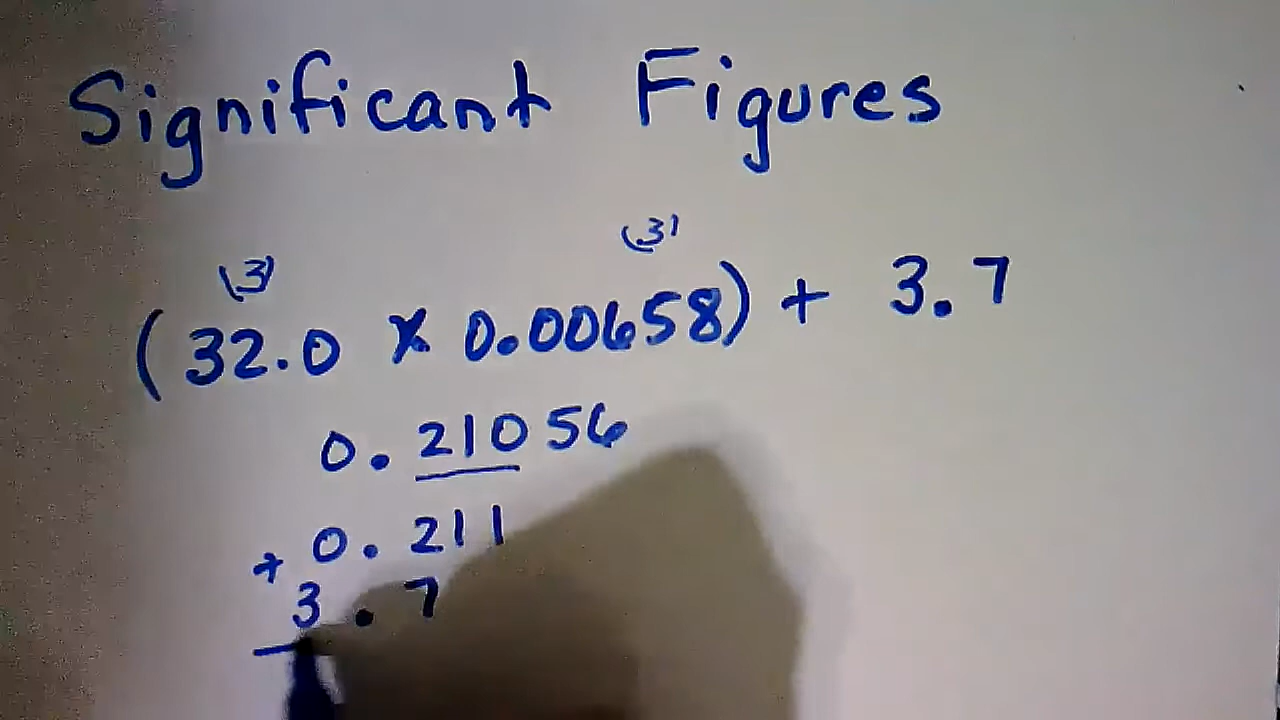 Significant Figures
(3) (3)
(32.0 × 0.00658) + 3.7
0.21056
+ 0.211
3.7